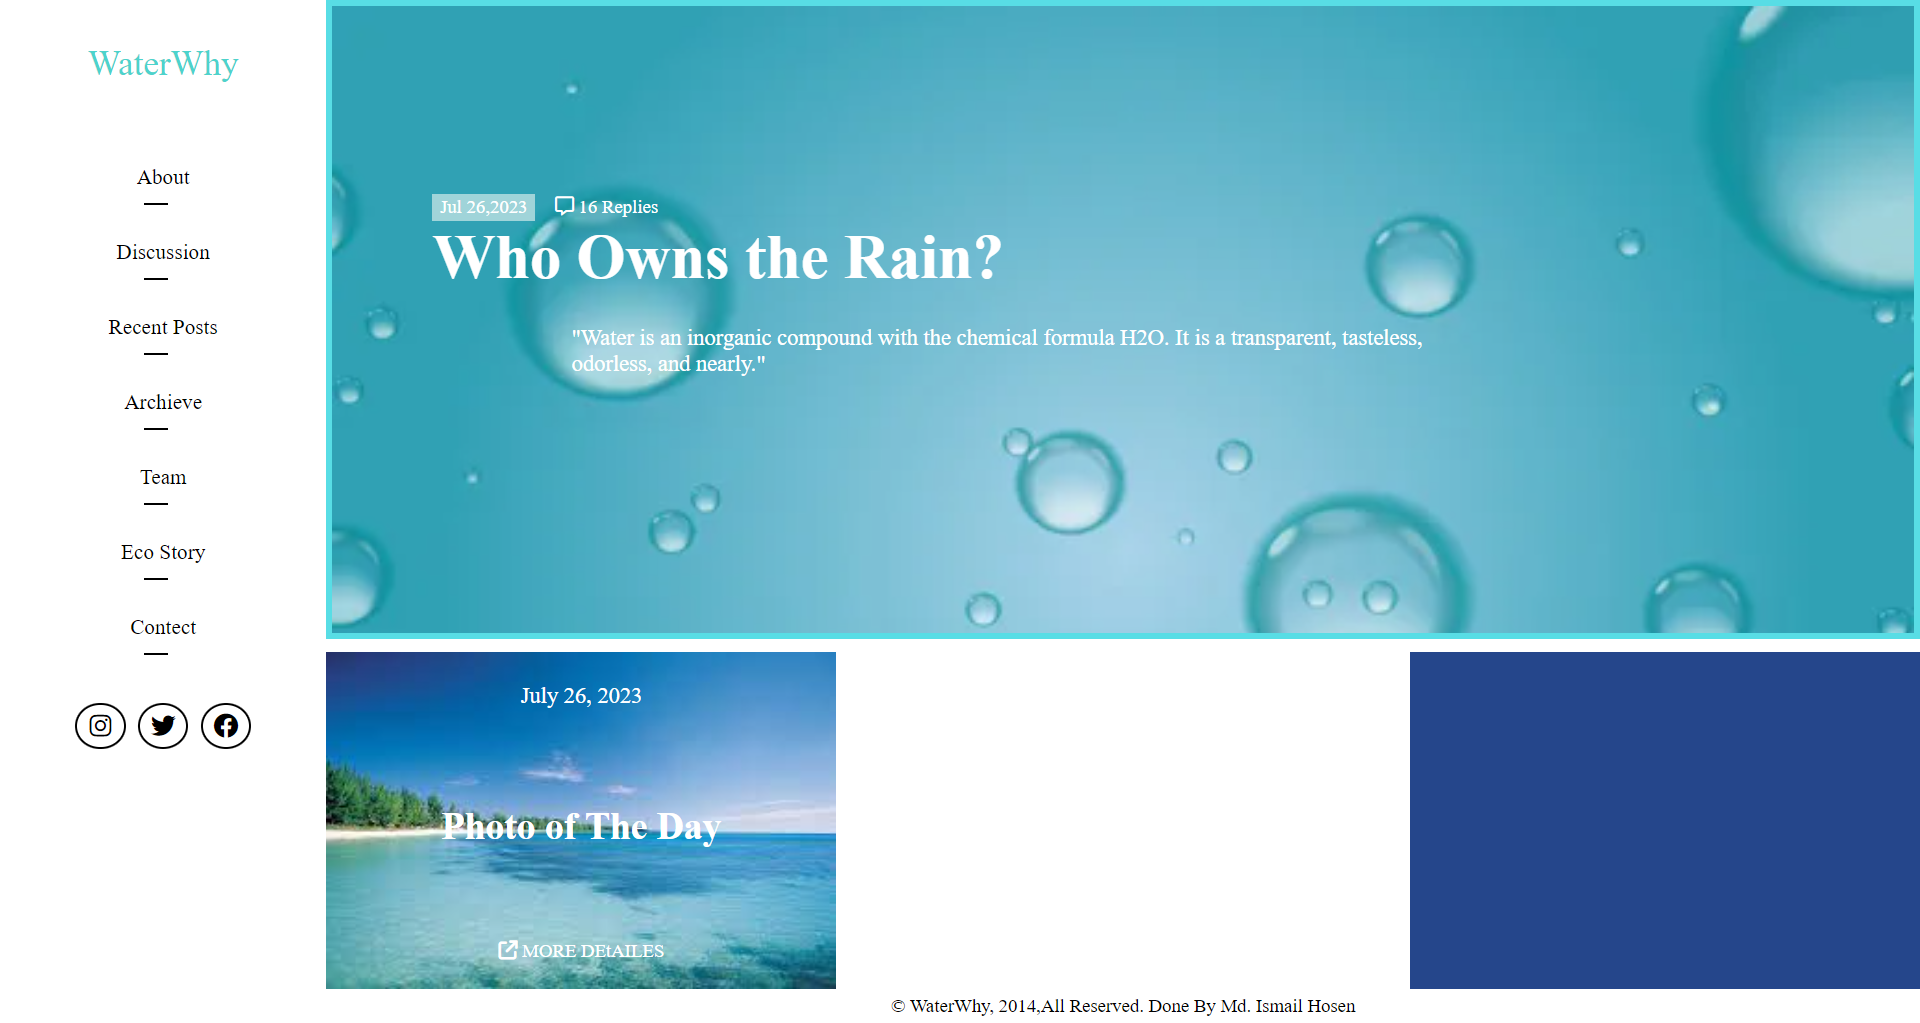 WaterWhy
About
Discussion
Recent Posts
Archieve
Team
Eco Story
Contect
Jul 26,2023 16 Replies
Who Owns the Rain?
"Water is an inorganic compound with the chemical formula H2O. It is a transparent, tasteless,
odorless, and nearly."
July 26, 2023
Photo of The Day
MORE DEtAILES
© WaterWhy, 2014,All Reserved. Done By Md. Ismail Hosen